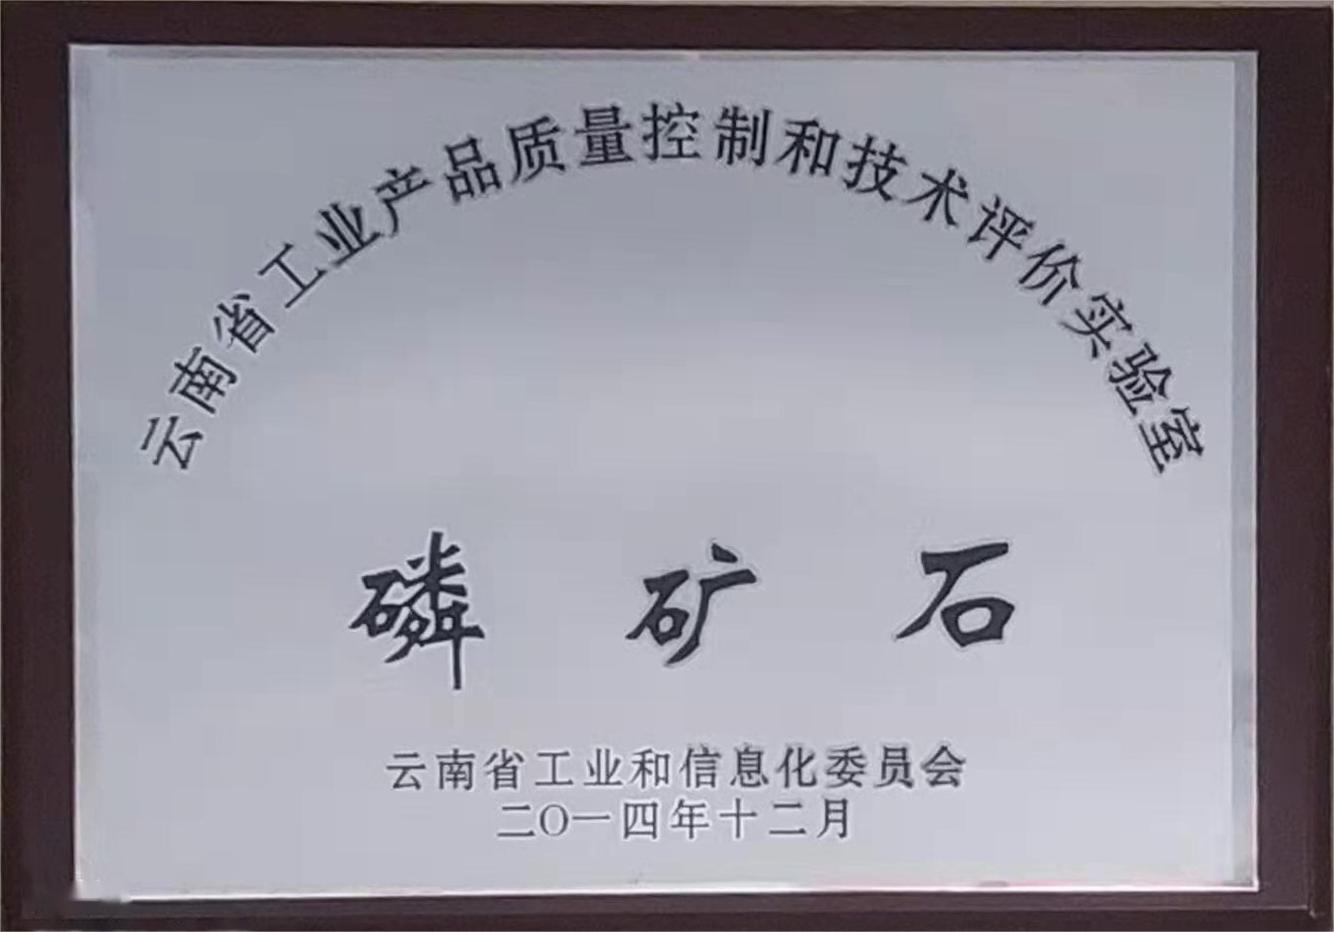 云南省工业产品质量控制和技术评价实验室
磷矿石
云南省工业和信息化委员会
二〇一四年十二月